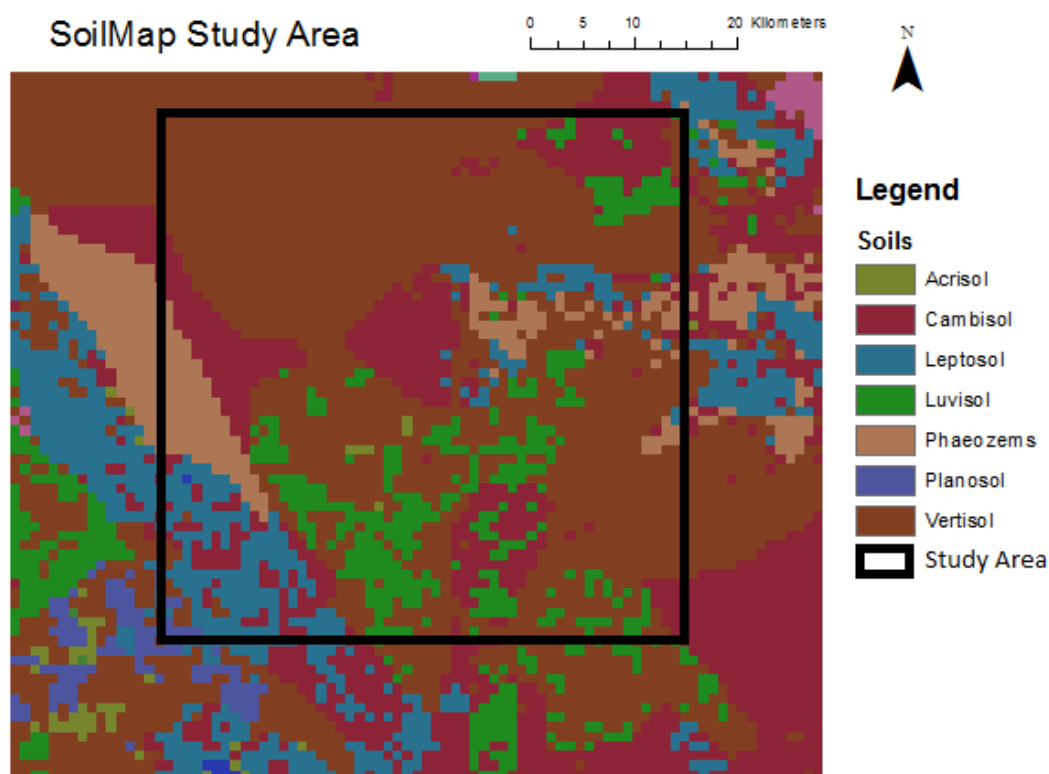 SoilMap Study Area
0 5 10 20 Kilometers
N
Legend
Soils
Acrisol
Cambisol
Leptosol
Luvisol
Phaeozems
Planosol
Vertisol
Study Area